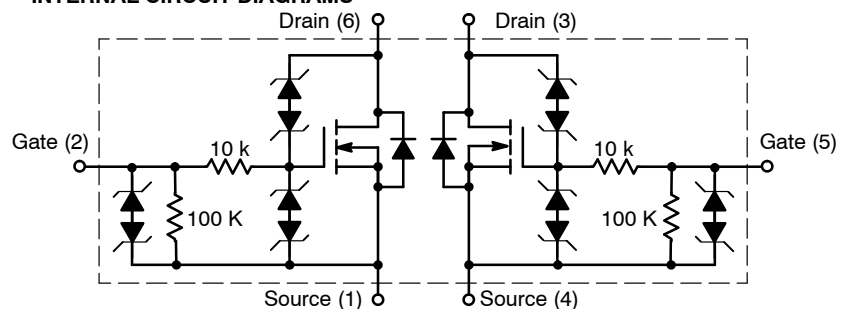 INTERNAL CIRCUIT DIAGRAMS
Drain (6) Drain (3)
Gate (2) 10 k 10 k Gate (5)
100 K 100 K
Source (1) Source (4)